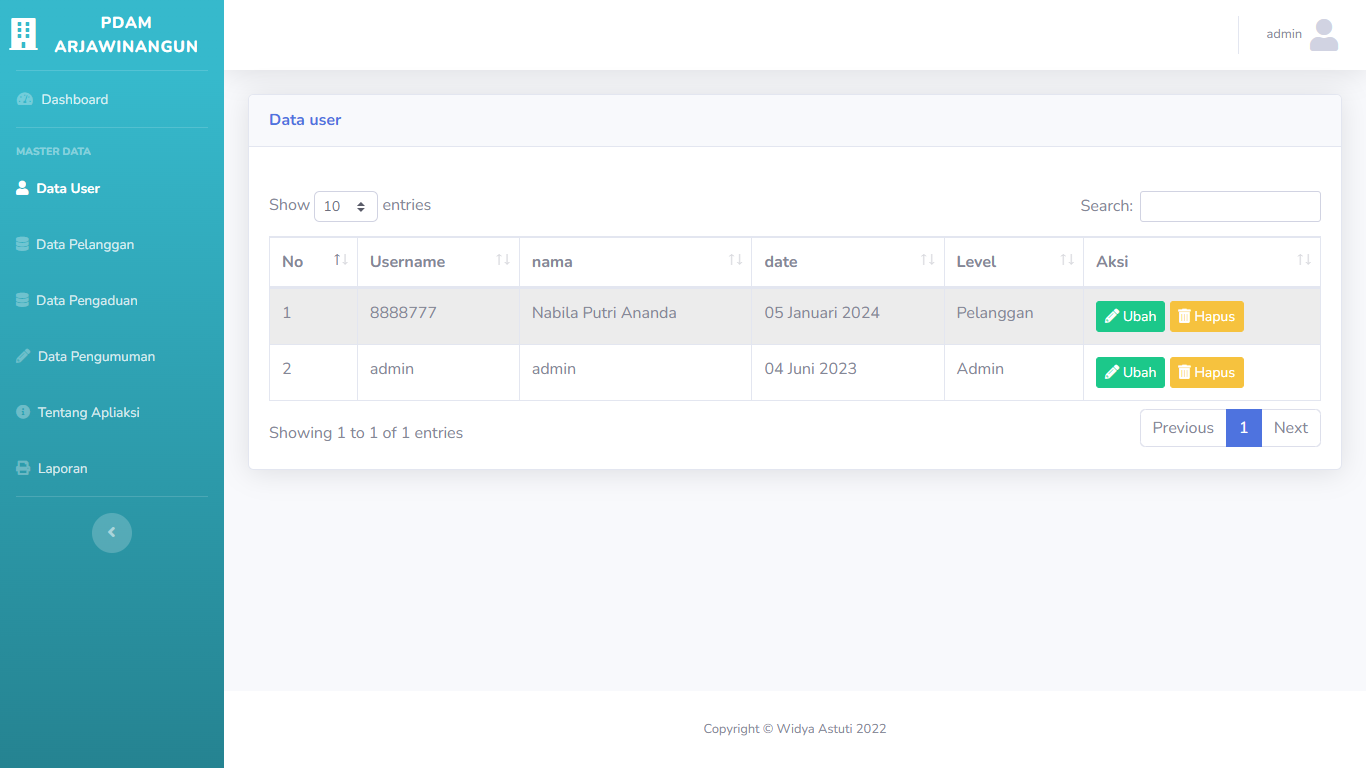 PDAM
ARJAWINANGUN
admin
Dashboard
MASTER DATA
Data User
Data Pelanggan
Data Pengaduan
Data Pengumuman
Tentang Apliaksi
Laporan
Data user
Show 10 entries
Search:
No Username nama date Level Aksi
1 8888777 Nabila Putri Ananda 05 Januari 2024 Pelanggan Ubah Hapus
2 admin admin 04 Juni 2023 Admin Ubah Hapus
Showing 1 to 1 of 1 entries
Previous 1 Next
Copyright © Widya Astuti 2022